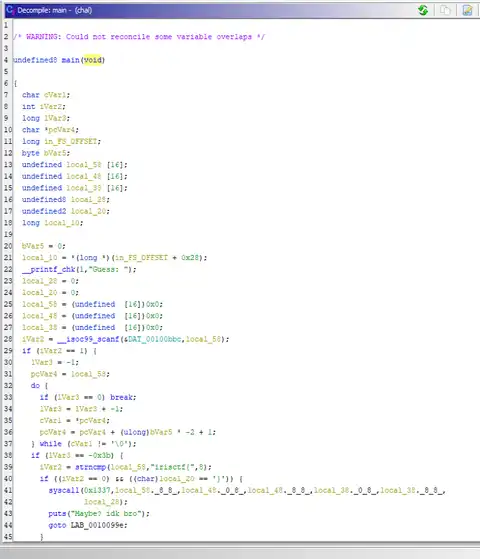 Decompile: main - (chal)
1
2 /* WARNING: Could not reconcile some variable overlaps */
3
4 undefined8 main(void)
5
6 {
7 char cVar1;
8 int iVar2;
9 long lVar3;
10 char *pcVar4;
11 long in_FS_OFFSET;
12 byte bVar5;
13 undefined local_58 [16];
14 undefined local_48 [16];
15 undefined local_38 [16];
16 undefined8 local_28;
17 undefined2 local_20;
18 long local_10;
19
20 bVar5 = 0;
21 local_10 = *(long *)(in_FS_OFFSET + 0x28);
22 __printf_chk(1,"Guess: ");
23 local_28 = 0;
24 local_20 = 0;
25 local_58 = (undefined [16])0x0;
26 local_48 = (undefined [16])0x0;
27 local_38 = (undefined [16])0x0;
28 iVar2 = __isoc99_scanf(&DAT_00100bbc,local_58);
29 if (iVar2 == 1) {
30 lVar3 = -1;
31 pcVar4 = local_58;
32 do {
33 if (lVar3 == 0) break;
34 lVar3 = lVar3 + -1;
35 cVar1 = *pcVar4;
36 pcVar4 = pcVar4 + (ulong)bVar5 * -2 + 1;
37 } while (cVar1 != '\0');
38 if (lVar3 == -0x3b) {
39 iVar2 = strncmp(local_58,"irisctf{",8);
40 if ((iVar2 == 0) && ((char)local_20 == '}')) {
41 syscall(0x1337,local_58._8_8_,local_48._0_8_,local_48._8_8_,local_38._0_8_,local_38._8_8_,
42 local_28);
43 puts("Maybe? idk bro");
44 goto LAB_0010099e;
45 }